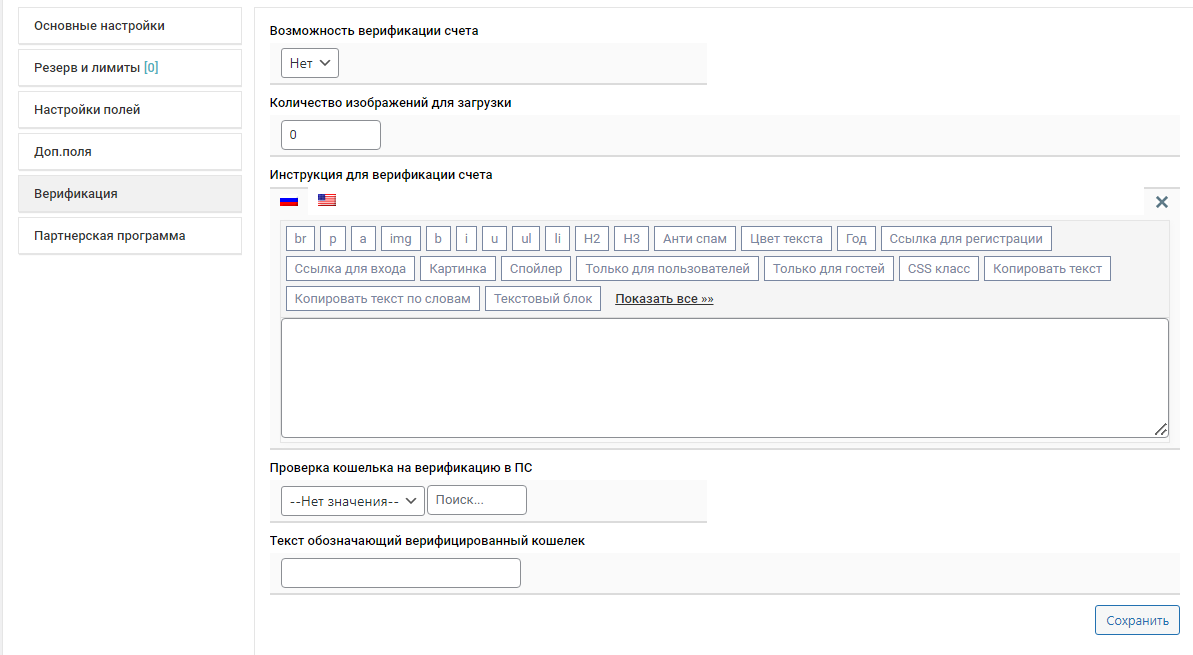 Основные настройки
Резерв и лимиты [0]
Настройки полей
Доп.поля
Верификация
Партнерская программа
Возможность верификации счета
Нет
Количество изображений для загрузки
0
Инструкция для верификации счета
br p a img b i u ul li H2 H3 Анти спам Цвет текста Год Ссылка для регистрации
Ссылка для входа Картинка Спойлер Только для пользователей Только для гостей CSS класс Копировать текст
Копировать текст по словам Текстовый блок Показать все »»
Проверка кошелька на верификацию в ПС
--Нет значения-- Поиск...
Текст обозначающий верифицированный кошелек
Сохранить